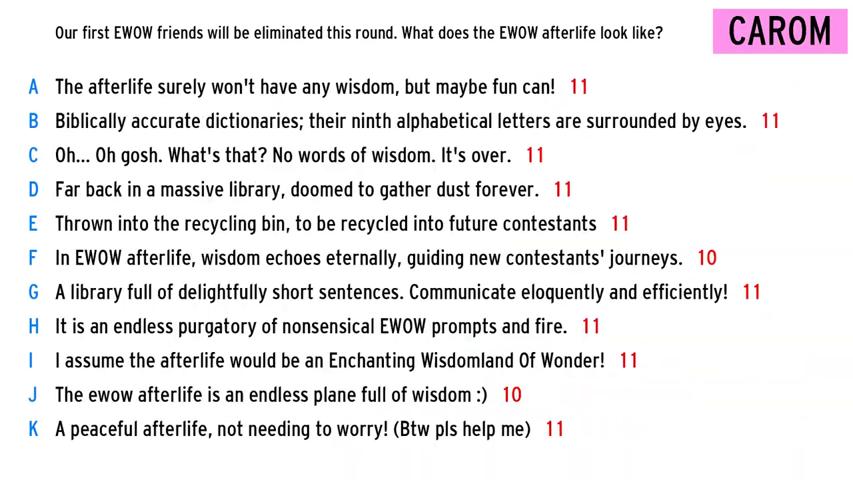 Our first EWOW friends will be eliminated this round. What does the EWOW afterlife look like?
CAROM
A The afterlife surely won't have any wisdom, but maybe fun can! 11
B Biblically accurate dictionaries; their ninth alphabetical letters are surrounded by eyes. 11
C Oh... Oh gosh. What's that? No words of wisdom. It's over. 11
D Far back in a massive library, doomed to gather dust forever. 11
E Thrown into the recycling bin, to be recycled into future contestants 11
F In EWOW afterlife, wisdom echoes eternally, guiding new contestants' journeys. 10
G A library full of delightfully short sentences. Communicate eloquently and efficiently! 11
H It is an endless purgatory of nonsensical EWOW prompts and fire. 11
I I assume the afterlife would be an Enchanting Wisdomland Of Wonder! 11
J The ewow afterlife is an endless plane full of wisdom :) 10
K A peaceful afterlife, not needing to worry! (Btw pls help me) 11